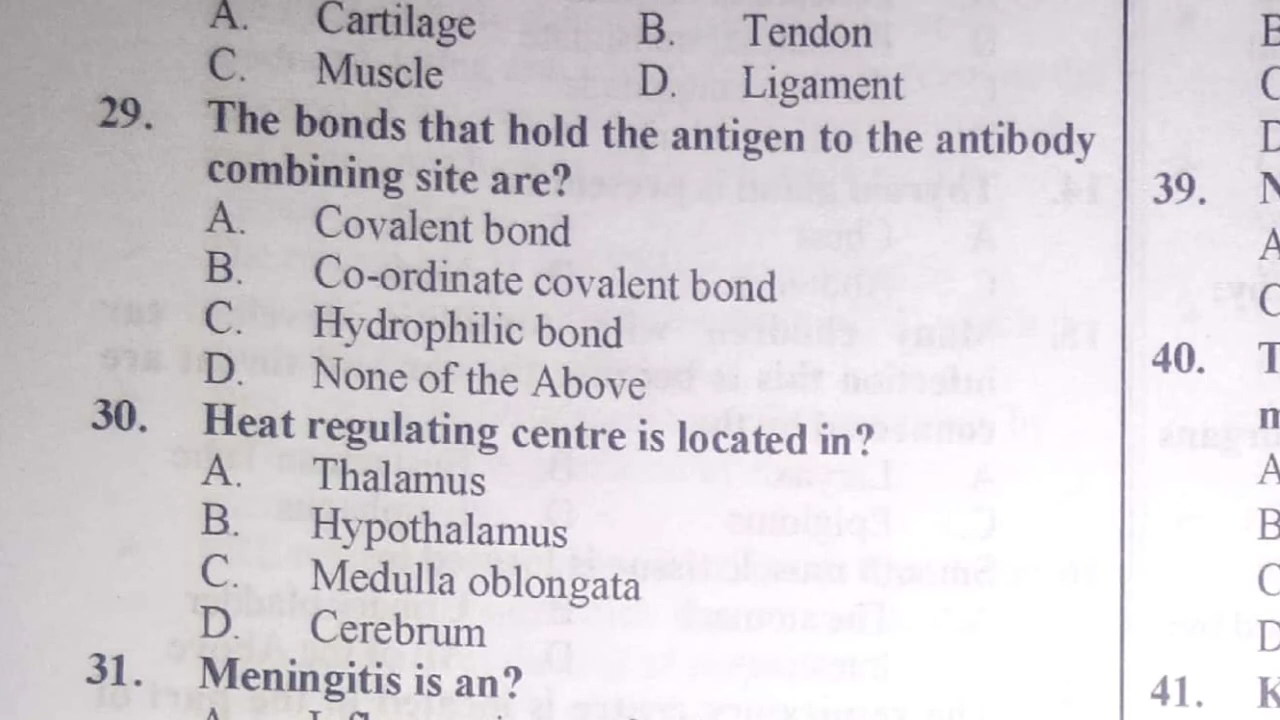 A. Cartilage B. Tendon
C. Muscle D. Ligament
29. The bonds that hold the antigen to the antibody
combining site are?
A. Covalent bond
B. Co-ordinate covalent bond
C. Hydrophilic bond
D. None of the Above
30. Heat regulating centre is located in?
A. Thalamus
B. Hypothalamus
C. Medulla oblongata
D. Cerebrum
31. Meningitis is an?
A.
39.
A
40.
A
B
C
D
41. K